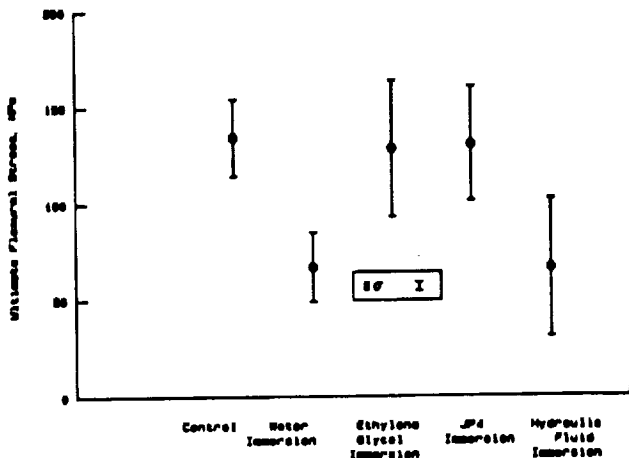 200
Ultimate Flexural Stress, MPa
150
100
50
0
Control
Water
Immersion
Ethylene
Glycol
Immersion
JP4
Immersion
Hydraulic
Fluid
Immersion